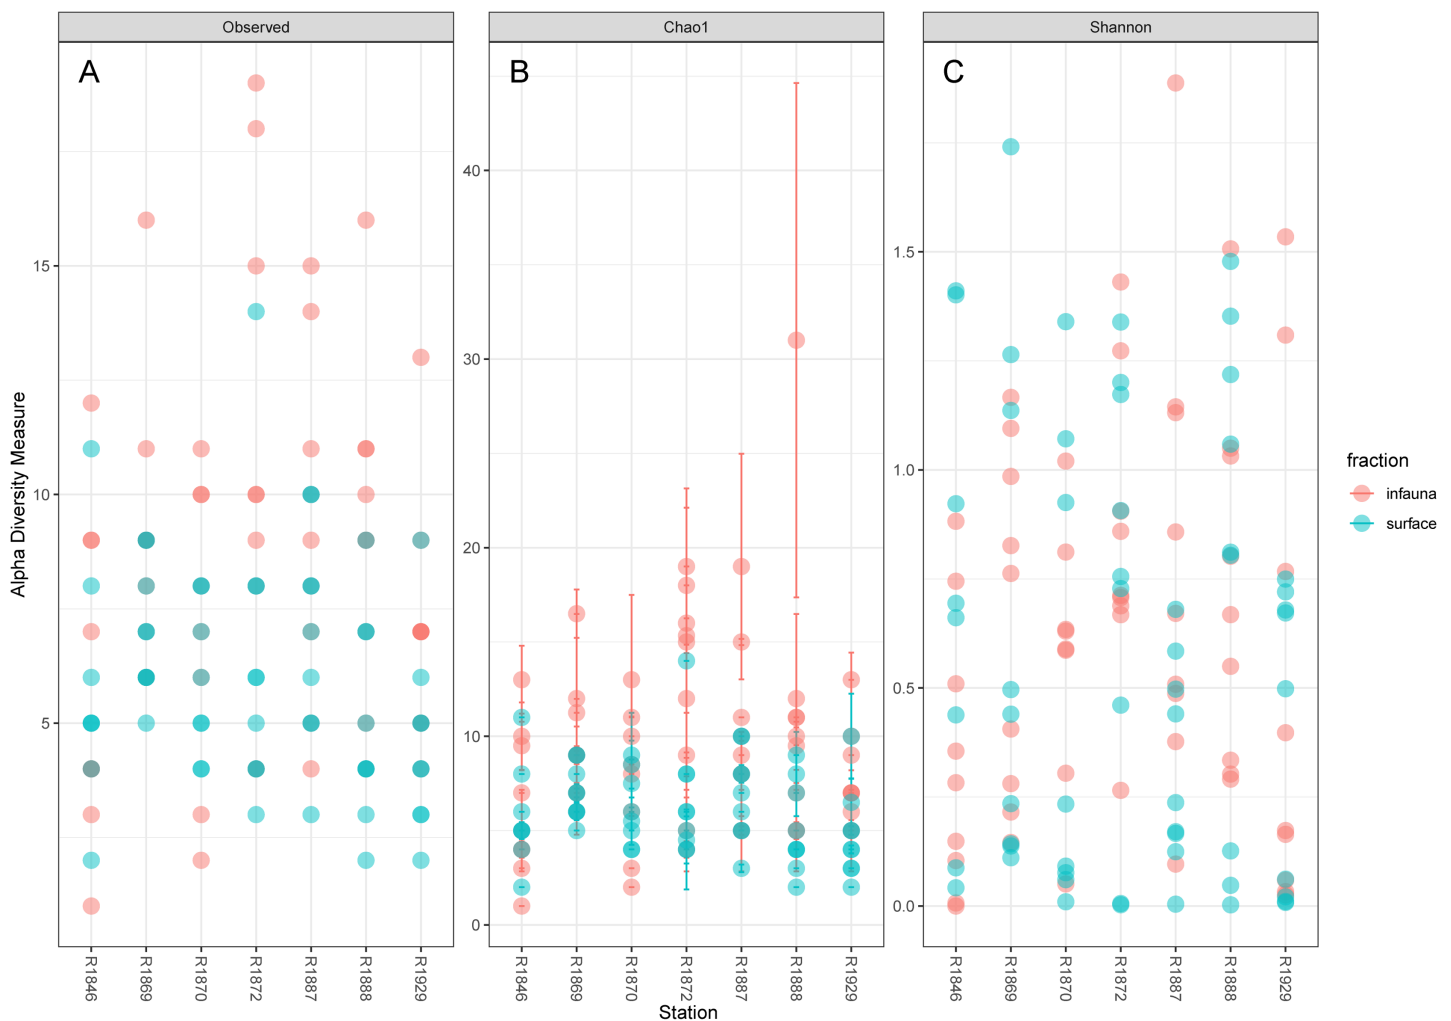 Observed
Chao1
Shannon
A
B
C
Alpha Diversity Measure
15
10
5
40
30
20
10
0
1.5
1.0
0.5
0.0
R1846
R1869
R1870
R1872
R1887
R1888
R1929
R1846
R1869
R1870
R1872
R1887
R1888
R1929
R1846
R1869
R1870
R1872
R1887
R1888
R1929
Station
fraction
infauna
surface